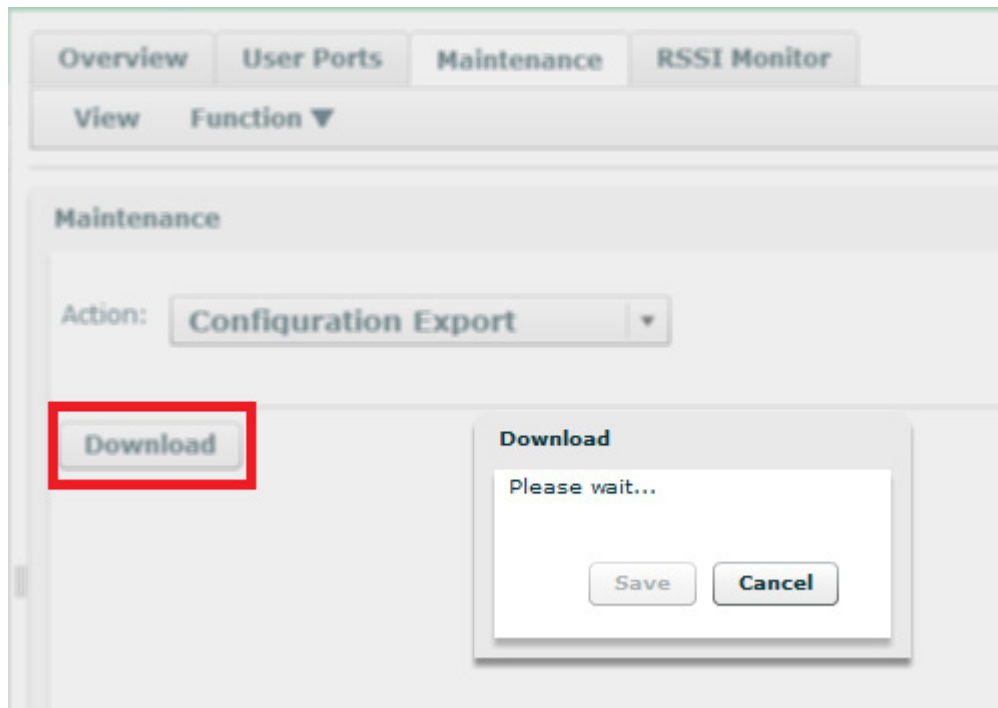 Overview User Ports Maintenance RSSI Monitor
View Function ▼
Maintenance
Action: Configuration Export
Download
Download
Please wait...
Save Cancel